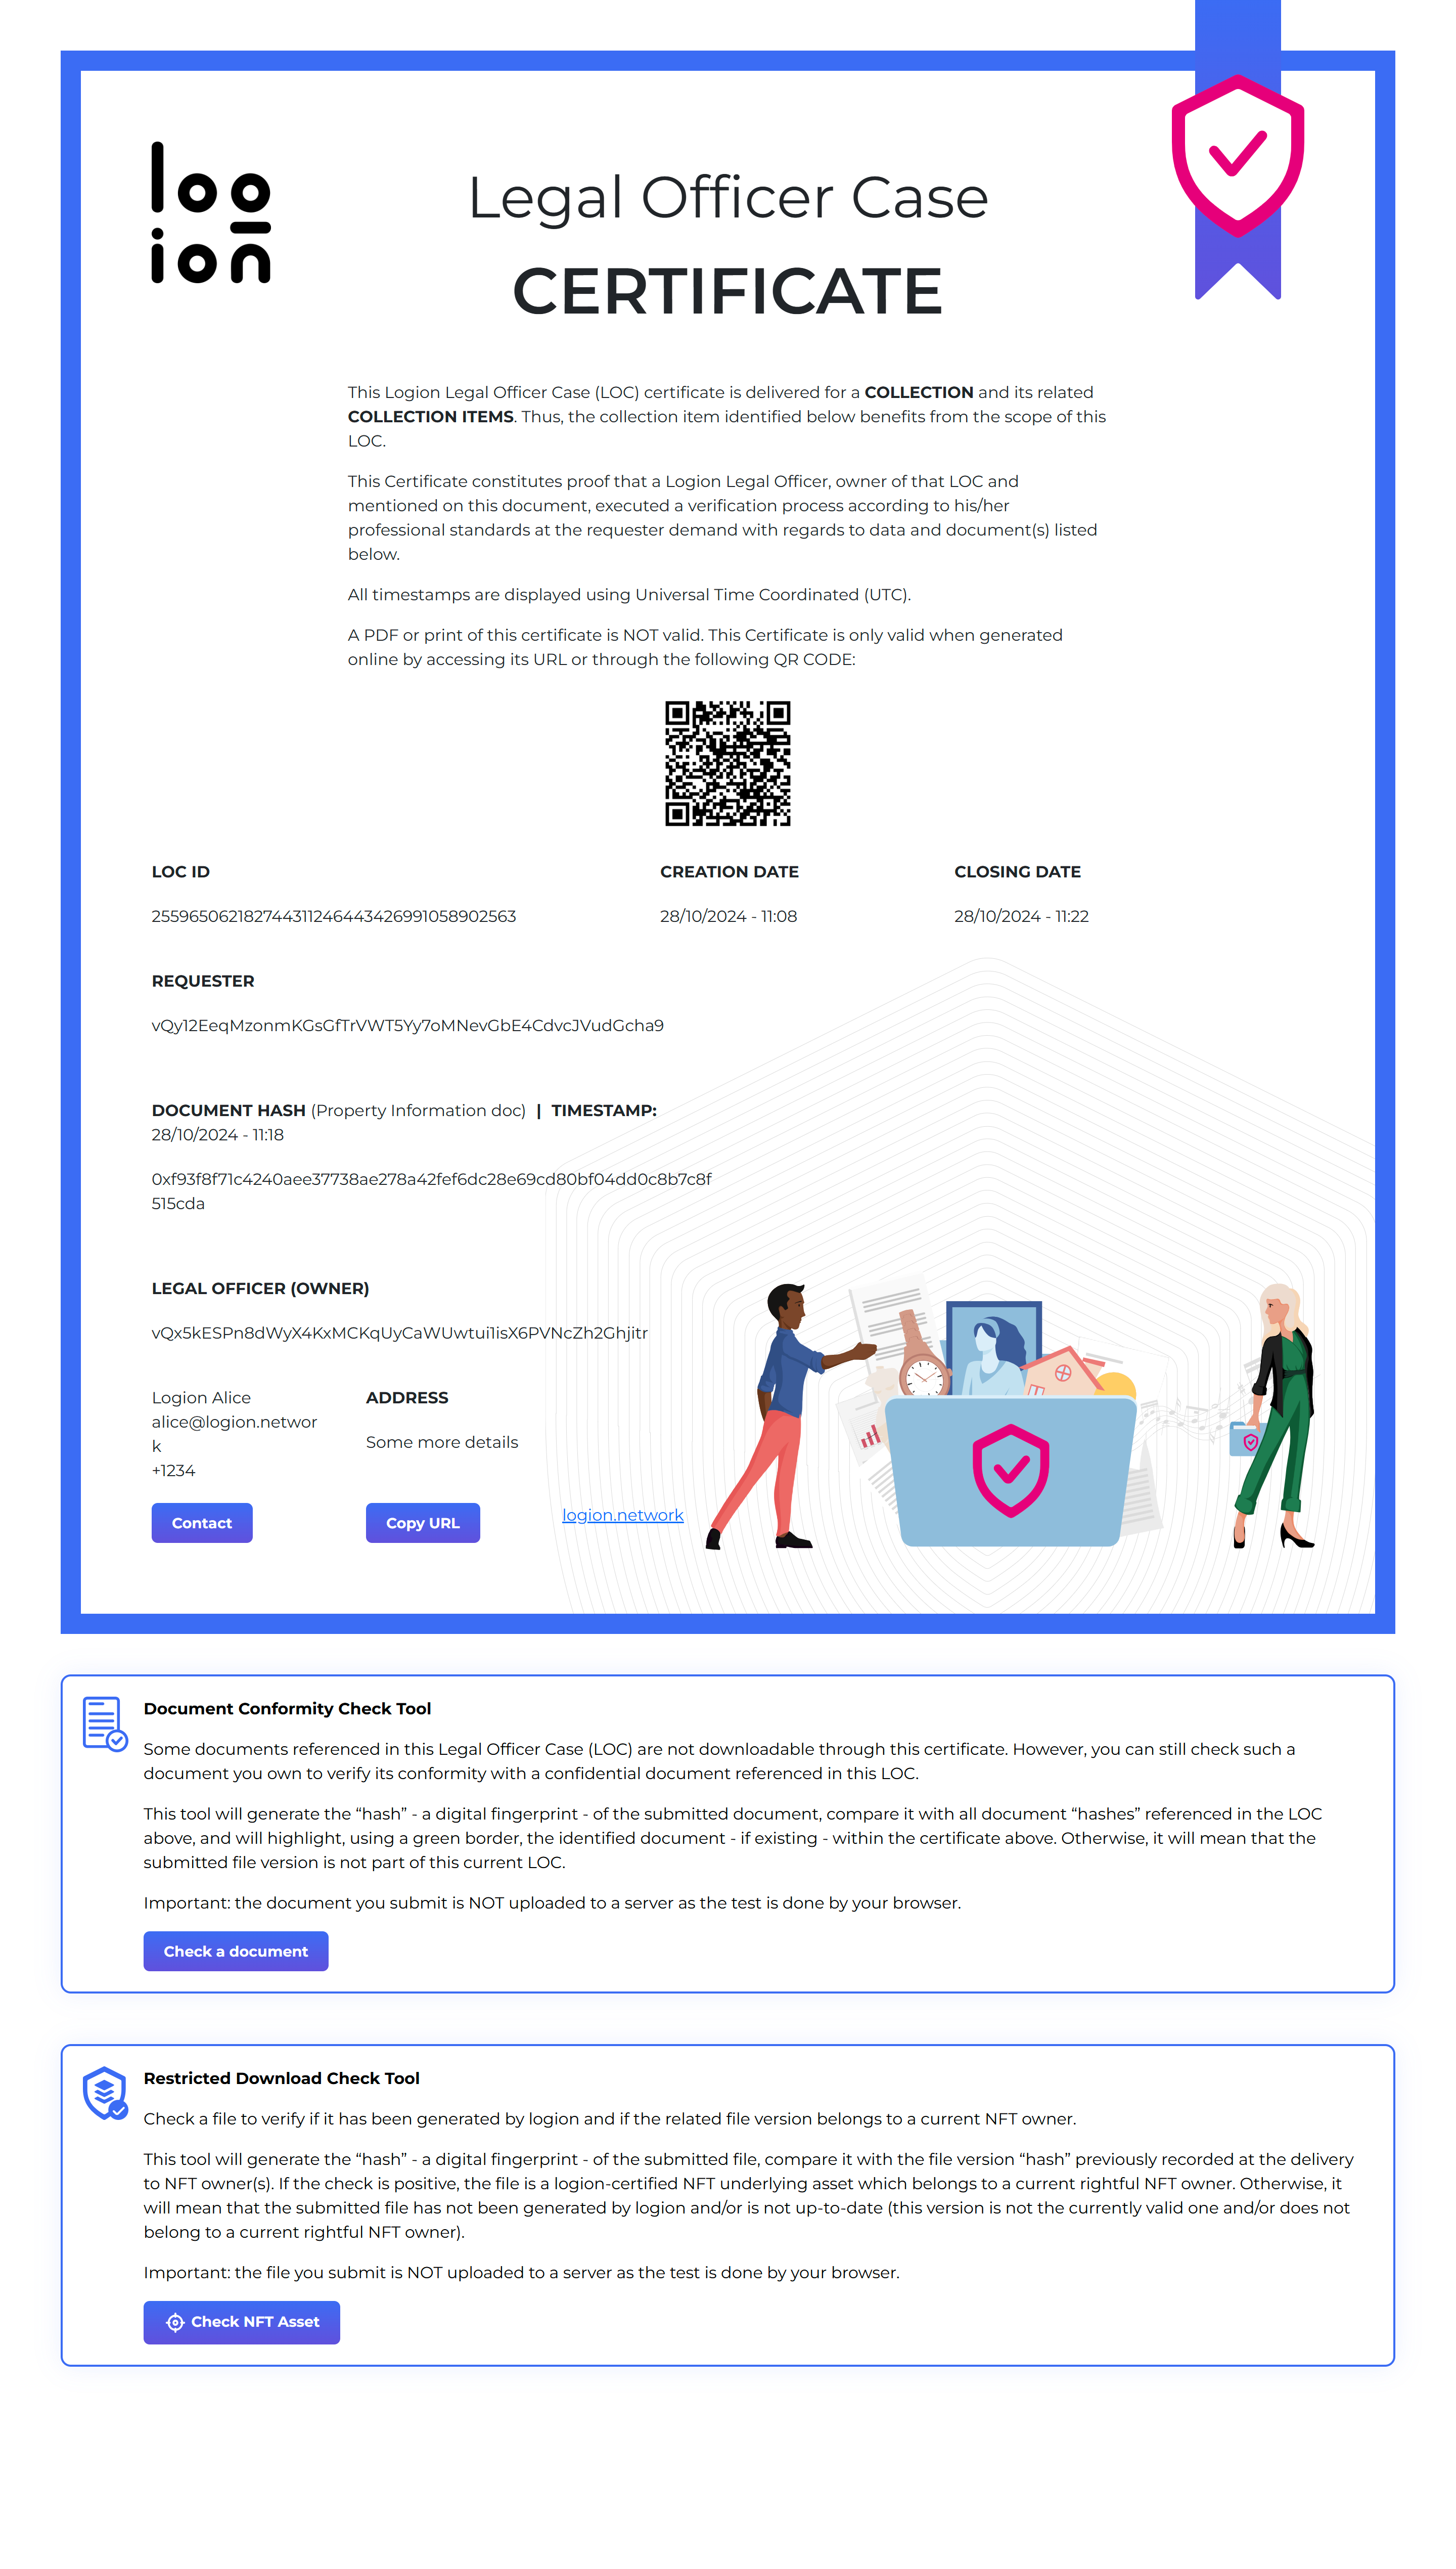 logion
Legal Officer Case
CERTIFICATE
This Logion Legal Officer Case (LOC) certificate is delivered for a COLLECTION and its related
COLLECTION ITEMS. Thus, the collection item identified below benefits from the scope of this
LOC.
This Certificate constitutes proof that a Logion Legal Officer, owner of that LOC and
mentioned on this document, executed a verification process according to his/her
professional standards at the requester demand with regards to data and document(s) listed
below.
All timestamps are displayed using Universal Time Coordinated (UTC).
A PDF or print of this certificate is NOT valid. This Certificate is only valid when generated
online by accessing its URL or through the following QR CODE:
LOC ID CREATION DATE CLOSING DATE
255965062182744311246443426991058902563 28/10/2024 - 11:08 28/10/2024 - 11:22
REQUESTER
vQy12EeqMzonmKGsGfTrVWT5Yy7oMNevGbE4CdvcJVudGcha9
DOCUMENT HASH (Property Information doc) | TIMESTAMP:
28/10/2024 - 11:18
0xf93f8f71c4240aee37738ae278a42fef6dc28e69cd80bf04dd0c8b7c8f
515cda
LEGAL OFFICER (OWNER)
vQx5kESPn8dWyX4KxMCKqUyCaWUwtui1isX6PVNcZh2Ghjitr
Logion Alice ADDRESS
alice@logion.networ
k Some more details
+1234
Contact Copy URL logion.network
Document Conformity Check Tool
Some documents referenced in this Legal Officer Case (LOC) are not downloadable through this certificate. However, you can still check such a
document you own to verify its conformity with a confidential document referenced in this LOC.
This tool will generate the “hash” - a digital fingerprint - of the submitted document, compare it with all document “hashes” referenced in the LOC
above, and will highlight, using a green border, the identified document - if existing - within the certificate above. Otherwise, it will mean that the
submitted file version is not part of this current LOC.
Important: the document you submit is NOT uploaded to a server as the test is done by your browser.
Check a document
Restricted Download Check Tool
Check a file to verify if it has been generated by logion and if the related file version belongs to a current NFT owner.
This tool will generate the “hash” - a digital fingerprint - of the submitted file, compare it with the file version “hash” previously recorded at the delivery
to NFT owner(s). If the check is positive, the file is a logion-certified NFT underlying asset which belongs to a current rightful NFT owner. Otherwise, it
will mean that the submitted file has not been generated by logion and/or is not up-to-date (this version is not the currently valid one and/or does not
belong to a current rightful NFT owner).
Important: the file you submit is NOT uploaded to a server as the test is done by your browser.
Check NFT Asset